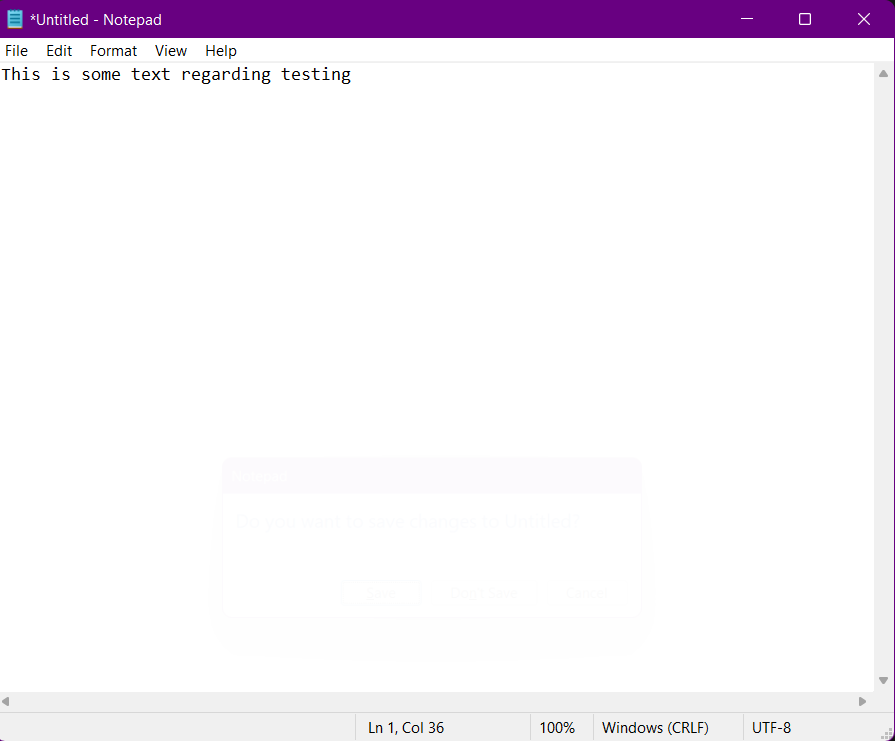 *Untitled - Notepad
File Edit Format View Help
This is some text regarding testing
Notepad
Do you want to save changes to Untitled?
Save Don't Save Cancel
Ln 1, Col 36 100% Windows (CRLF) UTF-8